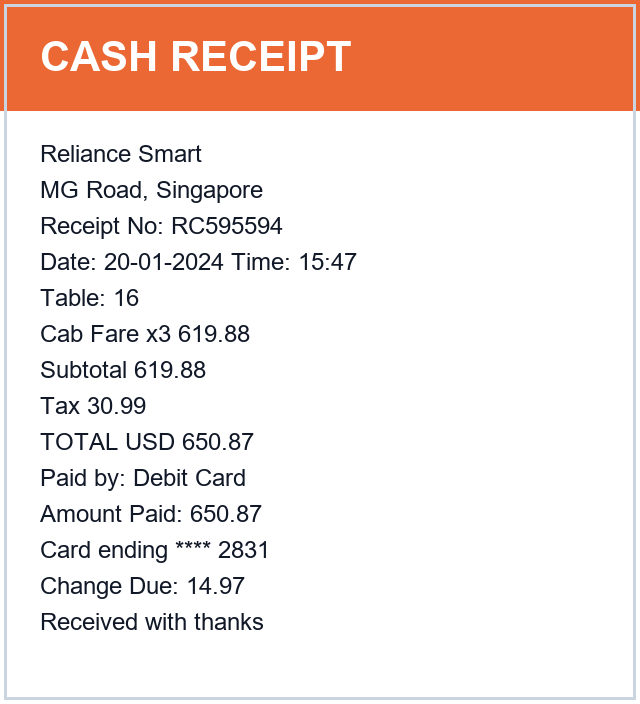 CASH RECEIPT
Reliance Smart
MG Road, Singapore
Receipt No: RC595594
Date: 20-01-2024 Time: 15:47
Table: 16
Cab Fare x3 619.88
Subtotal 619.88
Tax 30.99
TOTAL USD 650.87
Paid by: Debit Card
Amount Paid: 650.87
Card ending **** 2831
Change Due: 14.97
Received with thanks